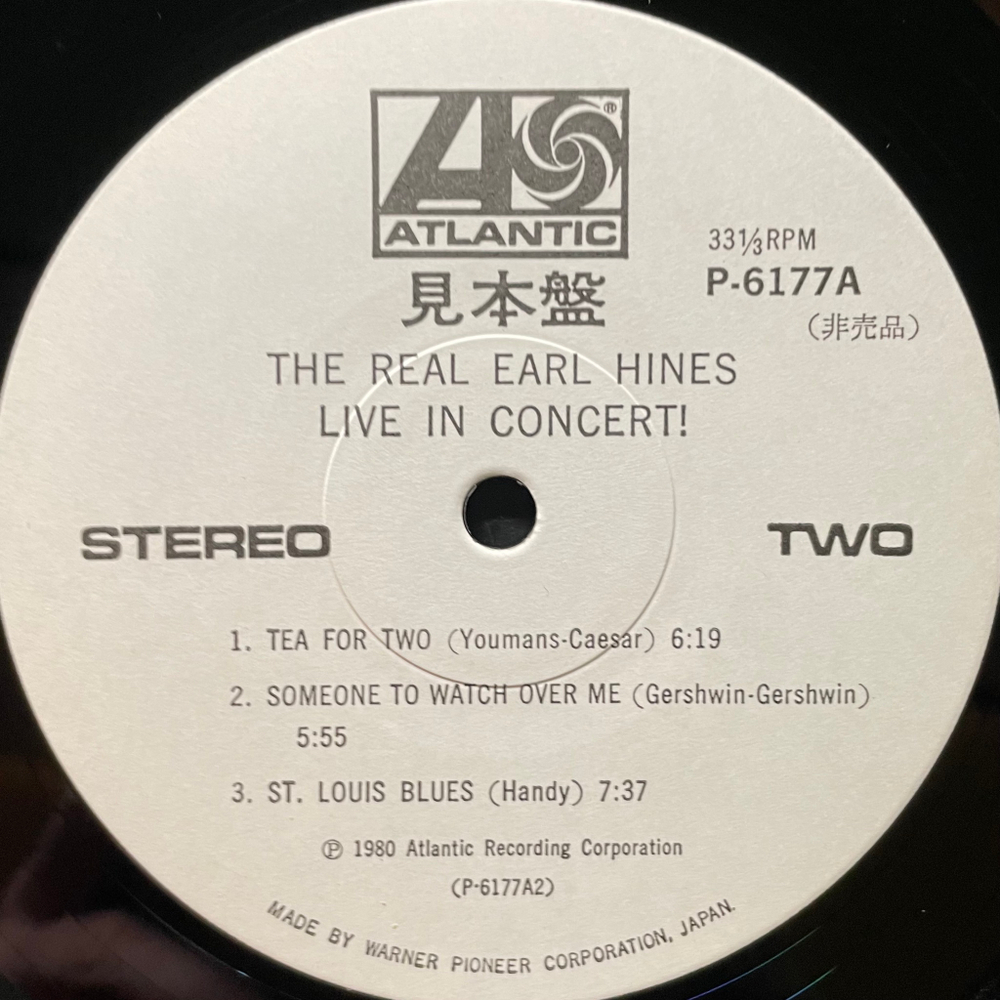 ®
ATLANTIC
33⅓RPM
P-6177A
（非売品）
見本盤
THE REAL EARL HINES
LIVE IN CONCERT!
STEREO
TWO
1. TEA FOR TWO (Youmans-Caesar) 6:19
2. SOMEONE TO WATCH OVER ME (Gershwin-Gershwin)
5:55
3. ST. LOUIS BLUES (Handy) 7:37
℗ 1980 Atlantic Recording Corporation
(P-6177A2)
MADE BY WARNER PIONEER CORPORATION, JAPAN.